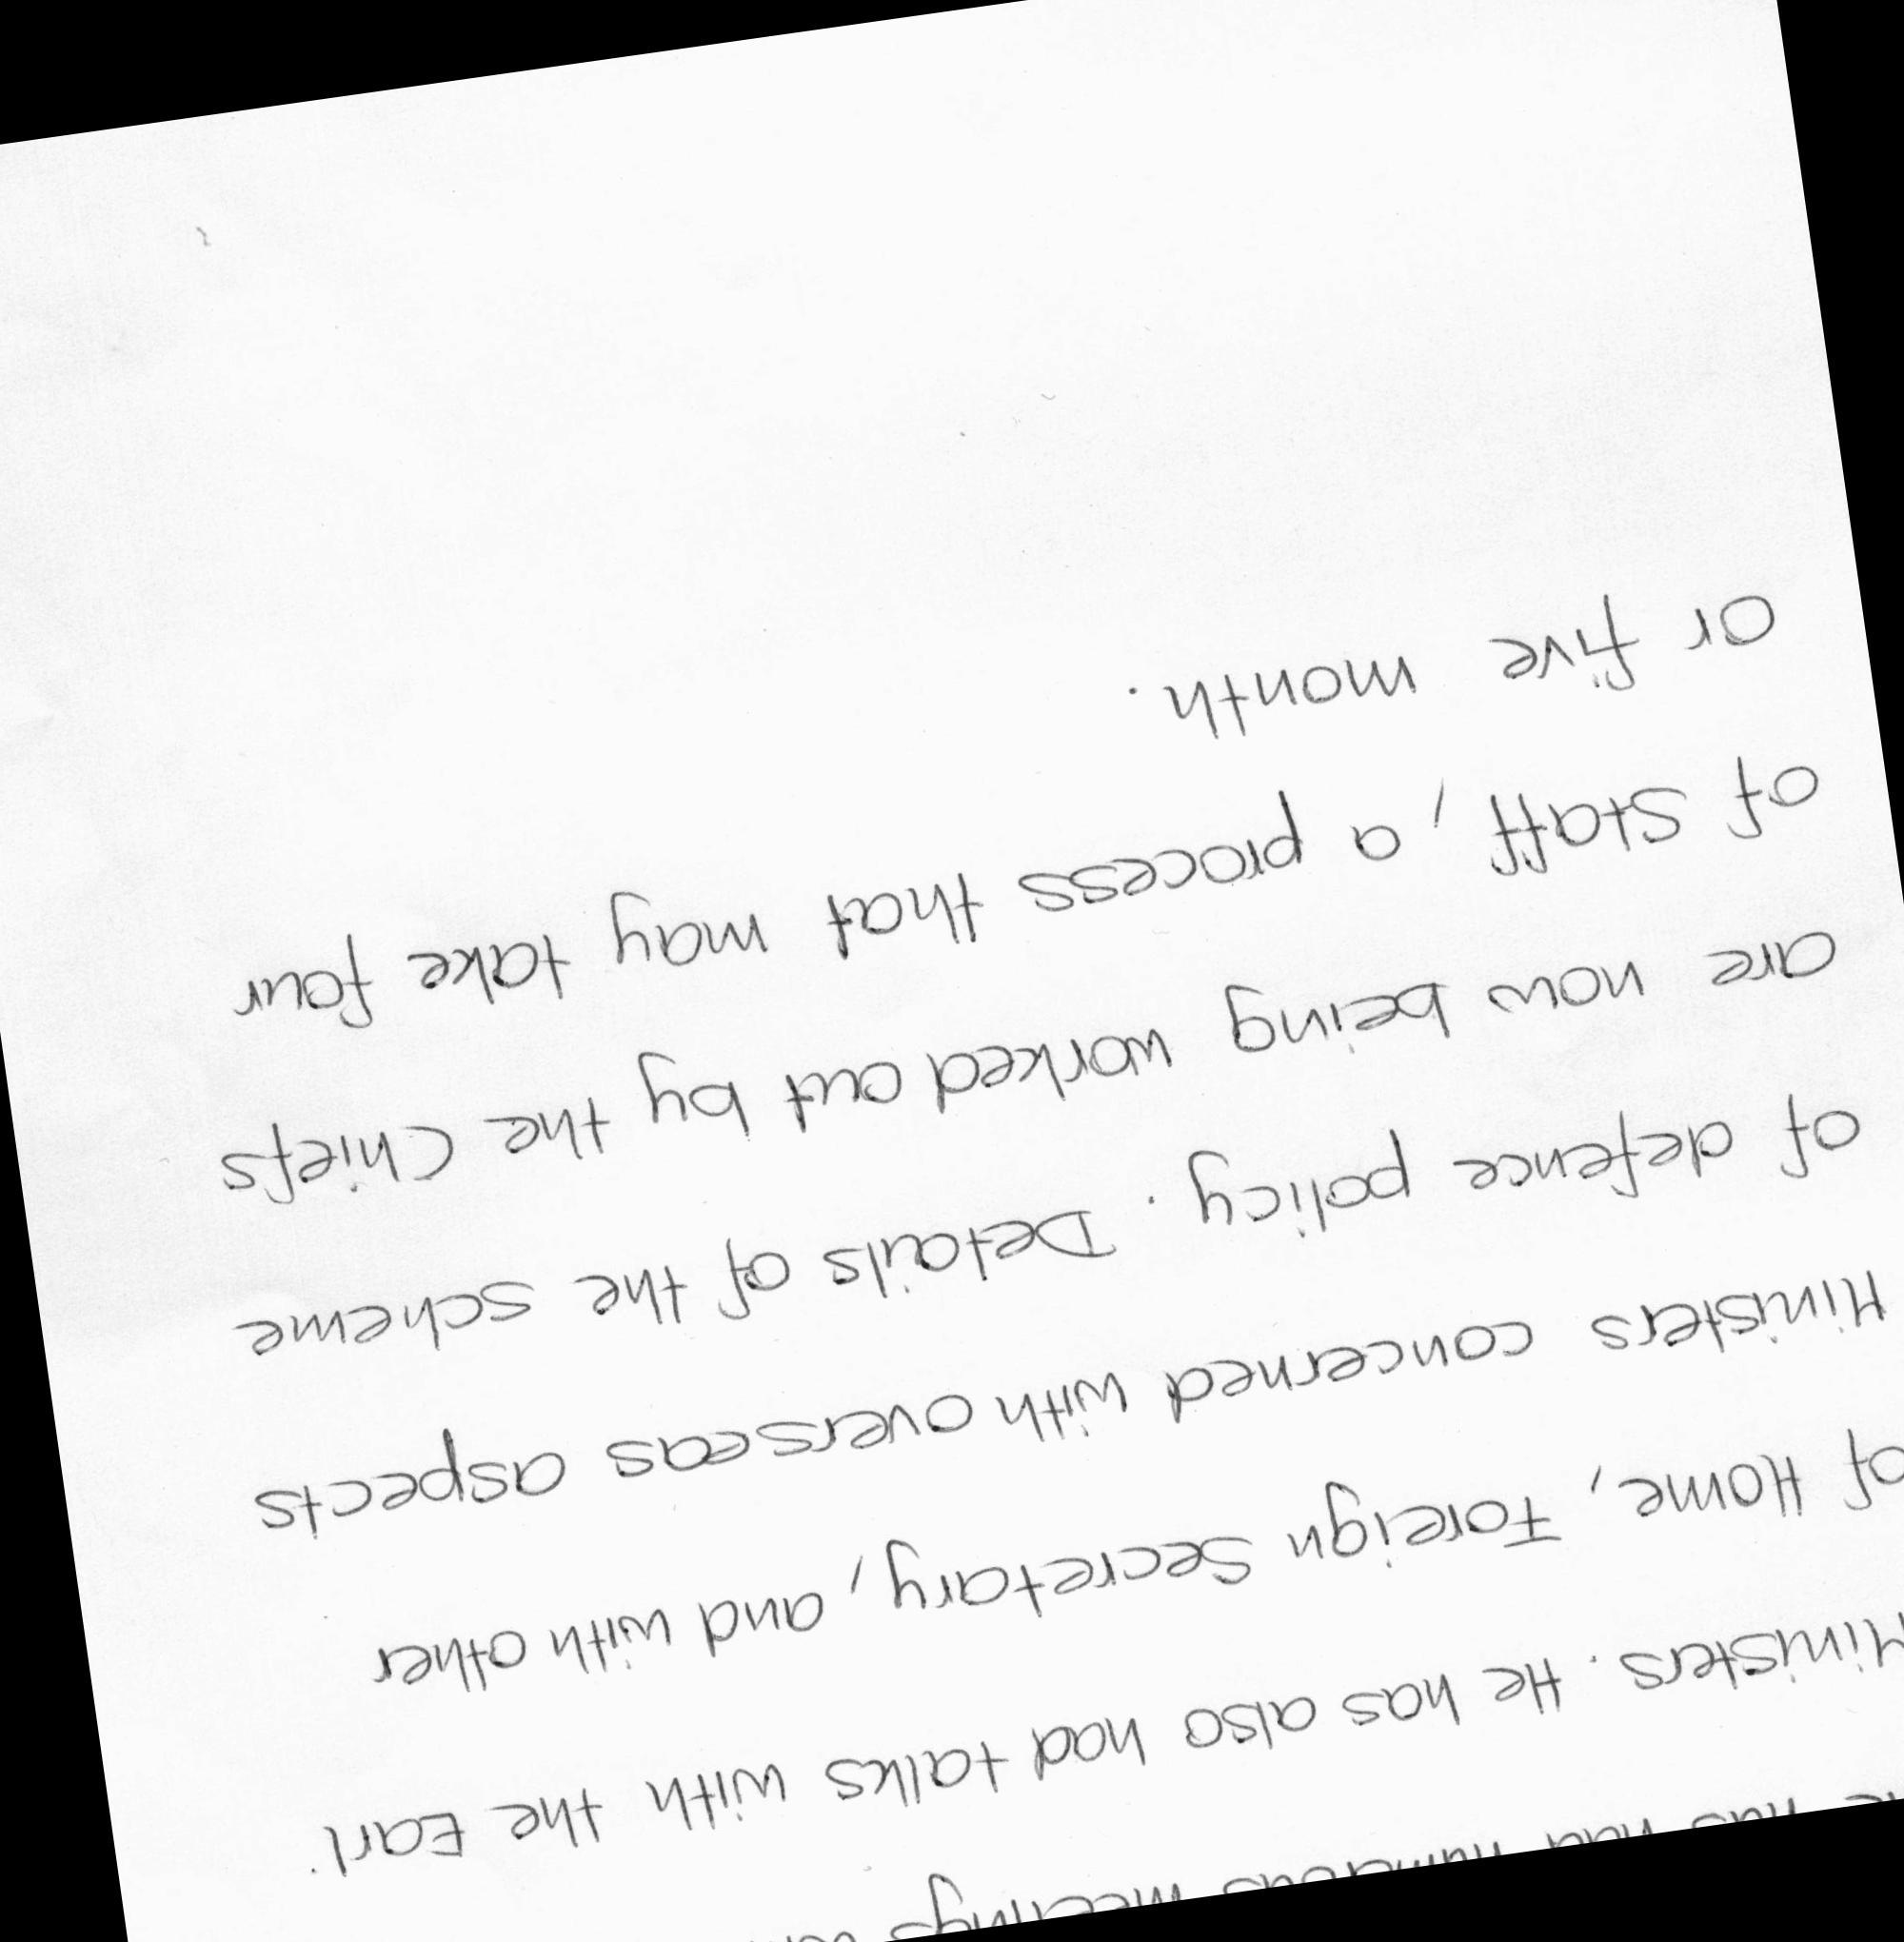 has had numerous meetings
Ministers. He has also had talks with the Earl
of Home, Foreign Secretary, and with other
Ministers concerned with overseas aspects
of defence policy. Details of the scheme
are now being worked out by the Chiefs
of Staff, a process that may take four
or five month.